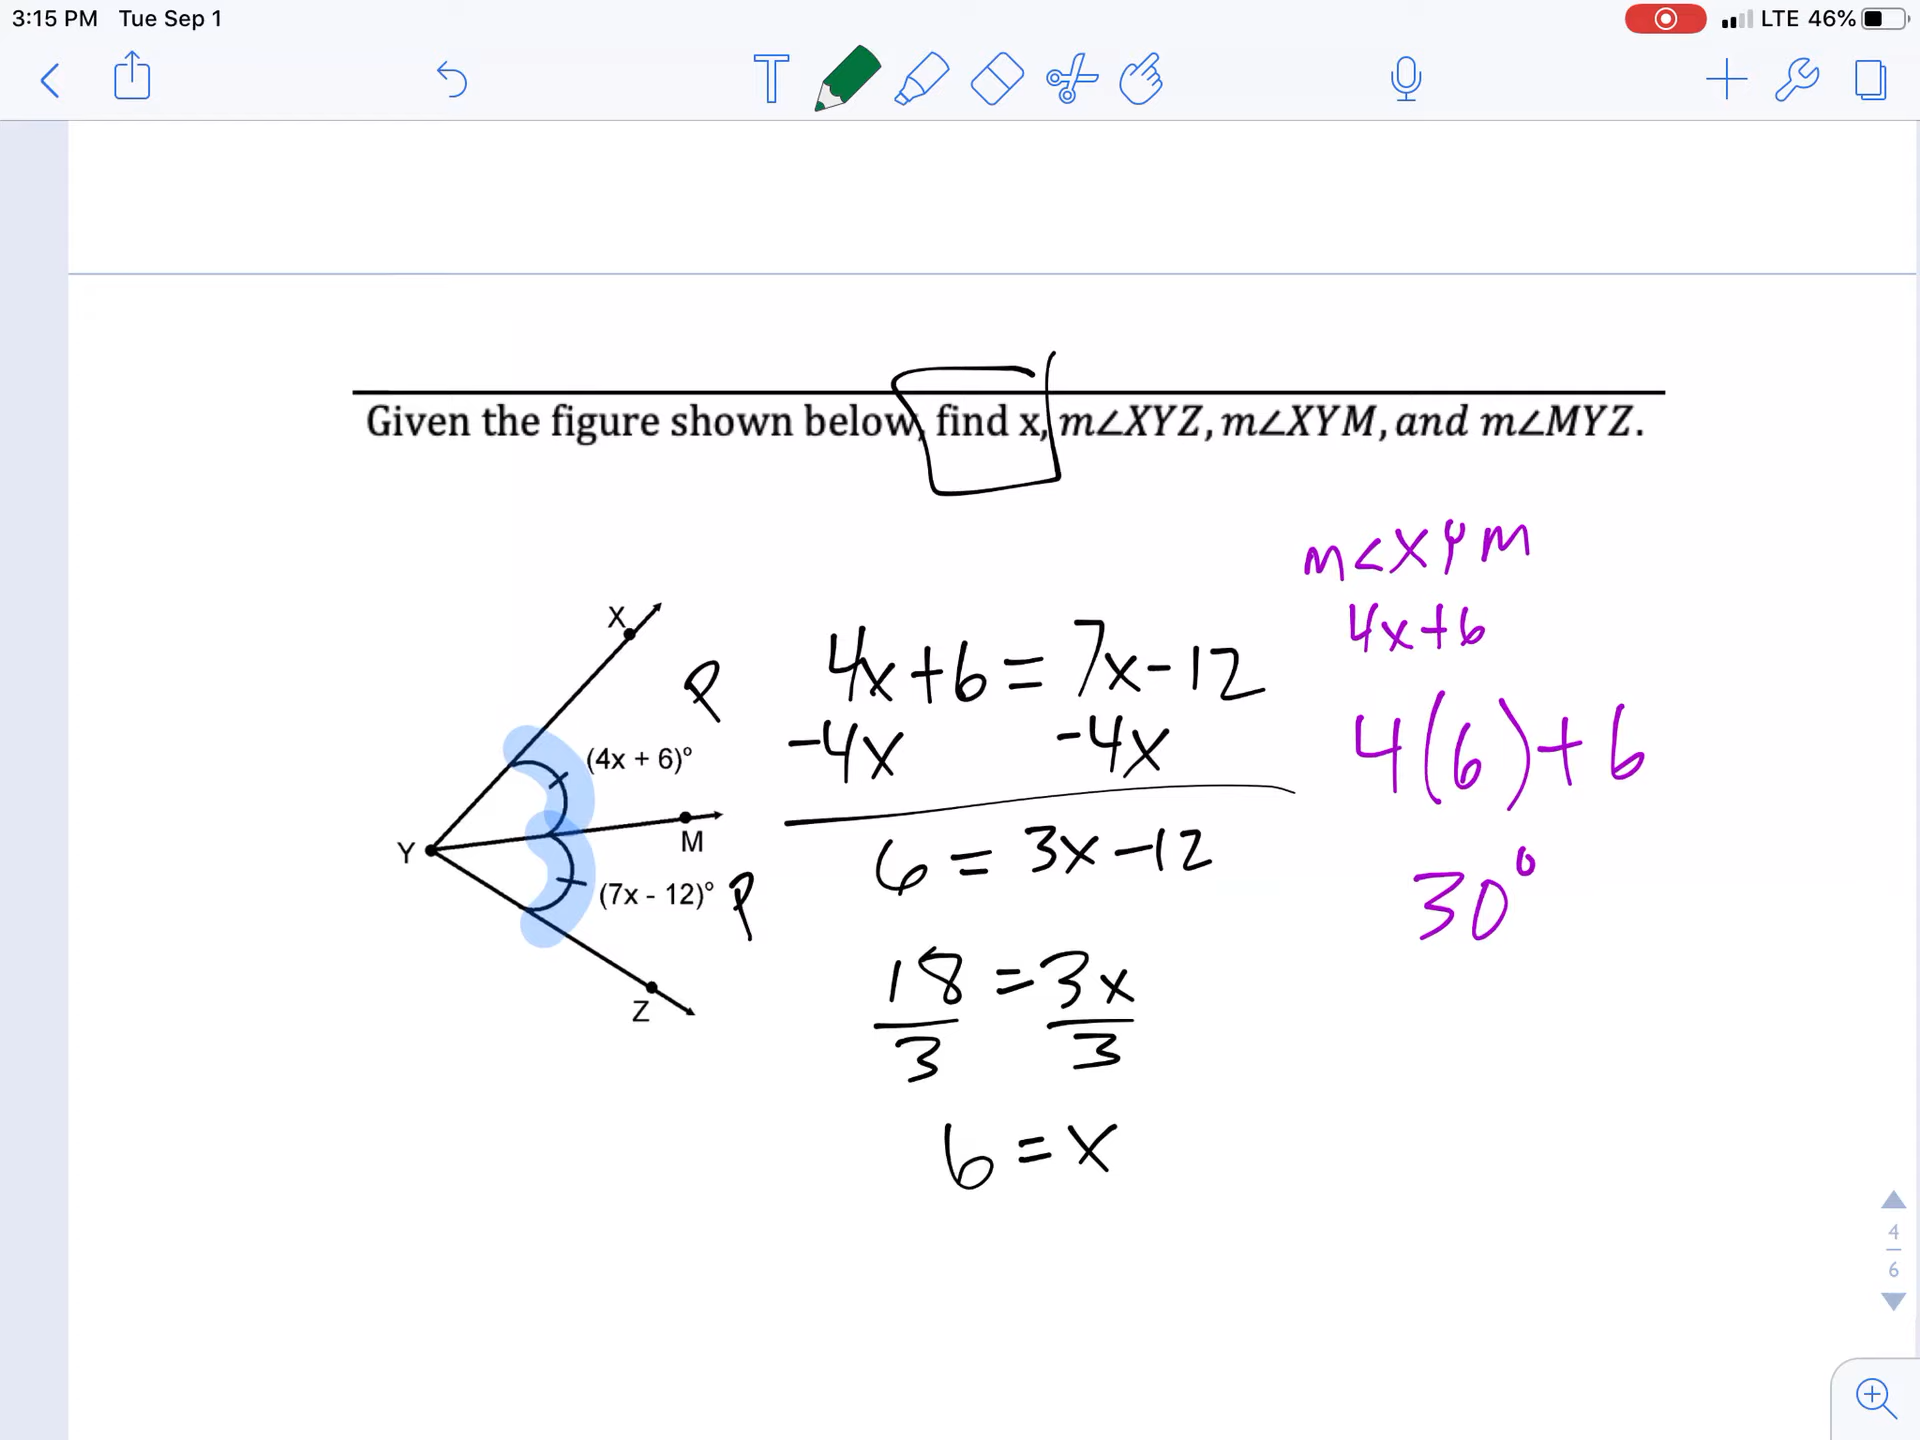 3:15 PM Tue Sep 1
LTE 46%
T
Given the figure shown below, find x, m∠XYZ, m∠XYM, and m∠MYZ.
m<XYM
4x+6
4(6)+6
30°
X
P
(4x + 6)°
M
Y
(7x - 12)°
P
Z
4x+6=7x-12
-4x -4x
6=3x-12
18=3x
3 3
6=x
4
6